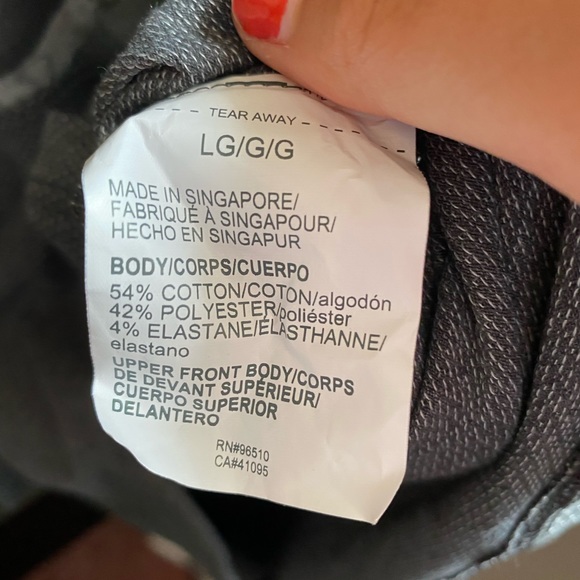 TEAR AWAY
LG/G/G
MADE IN SINGAPORE/
FABRIQUÉ À SINGAPOUR/
HECHO EN SINGAPUR
BODY/CORPS/CUERPO
54% COTTON/COTON/algodón
42% POLYESTER/poliéster
4% ELASTANE/ÉLASTHANNE/
elastano
UPPER FRONT BODY/CORPS
DE DEVANT SUPÉRIEUR/
CUERPO SUPERIOR
DELANTERO
RN#96510
CA#41095